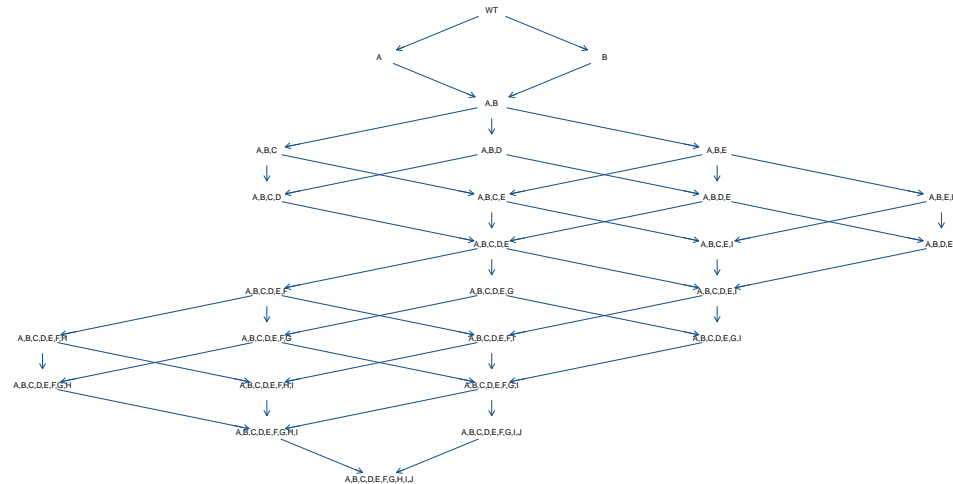 WT
A B
A,B
A,B,C A,B,D A,B,E
A,B,C,D A,B,C,E A,B,D,E A,B,E,
A,B,C,D,E A,B,C,E,I A,B,D,E
A,B,C,D,E,F A,B,C,D,E,G A,B,C,D,E,I
A,B,C,D,E,F,H A,B,C,D,E,F,G A,B,C,D,E,F,I A,B,C,D,E,G,I
A,B,C,D,E,F,G,H A,B,C,D,E,F,H,I A,B,C,D,E,F,G,I
A,B,C,D,E,F,G,H,I A,B,C,D,E,F,G,I,J
A,B,C,D,E,F,G,H,I,J